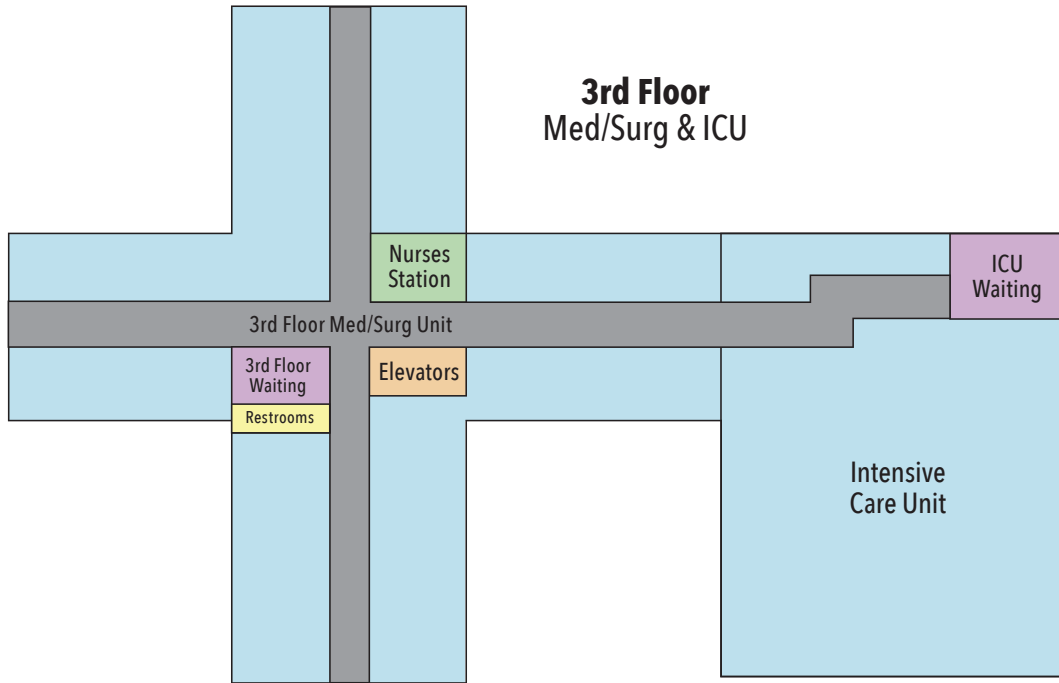 3rd Floor
Med/Surg & ICU
Nurses
Station
ICU
Waiting
3rd Floor Med/Surg Unit
3rd Floor
Waiting
Elevators
Restrooms
Intensive
Care Unit